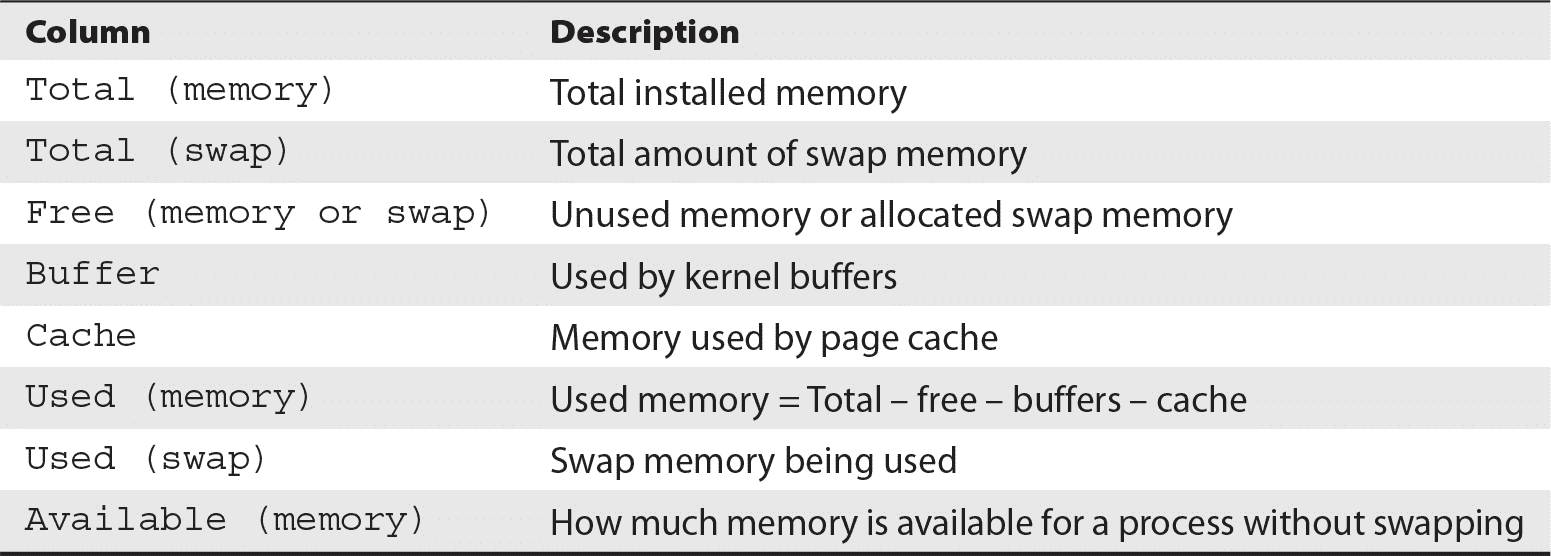 Column Description
Total (memory) Total installed memory
Total (swap) Total amount of swap memory
Free (memory or swap) Unused memory or allocated swap memory
Buffer Used by kernel buffers
Cache Memory used by page cache
Used (memory) Used memory = Total – free – buffers – cache
Used (swap) Swap memory being used
Available (memory) How much memory is available for a process without swapping